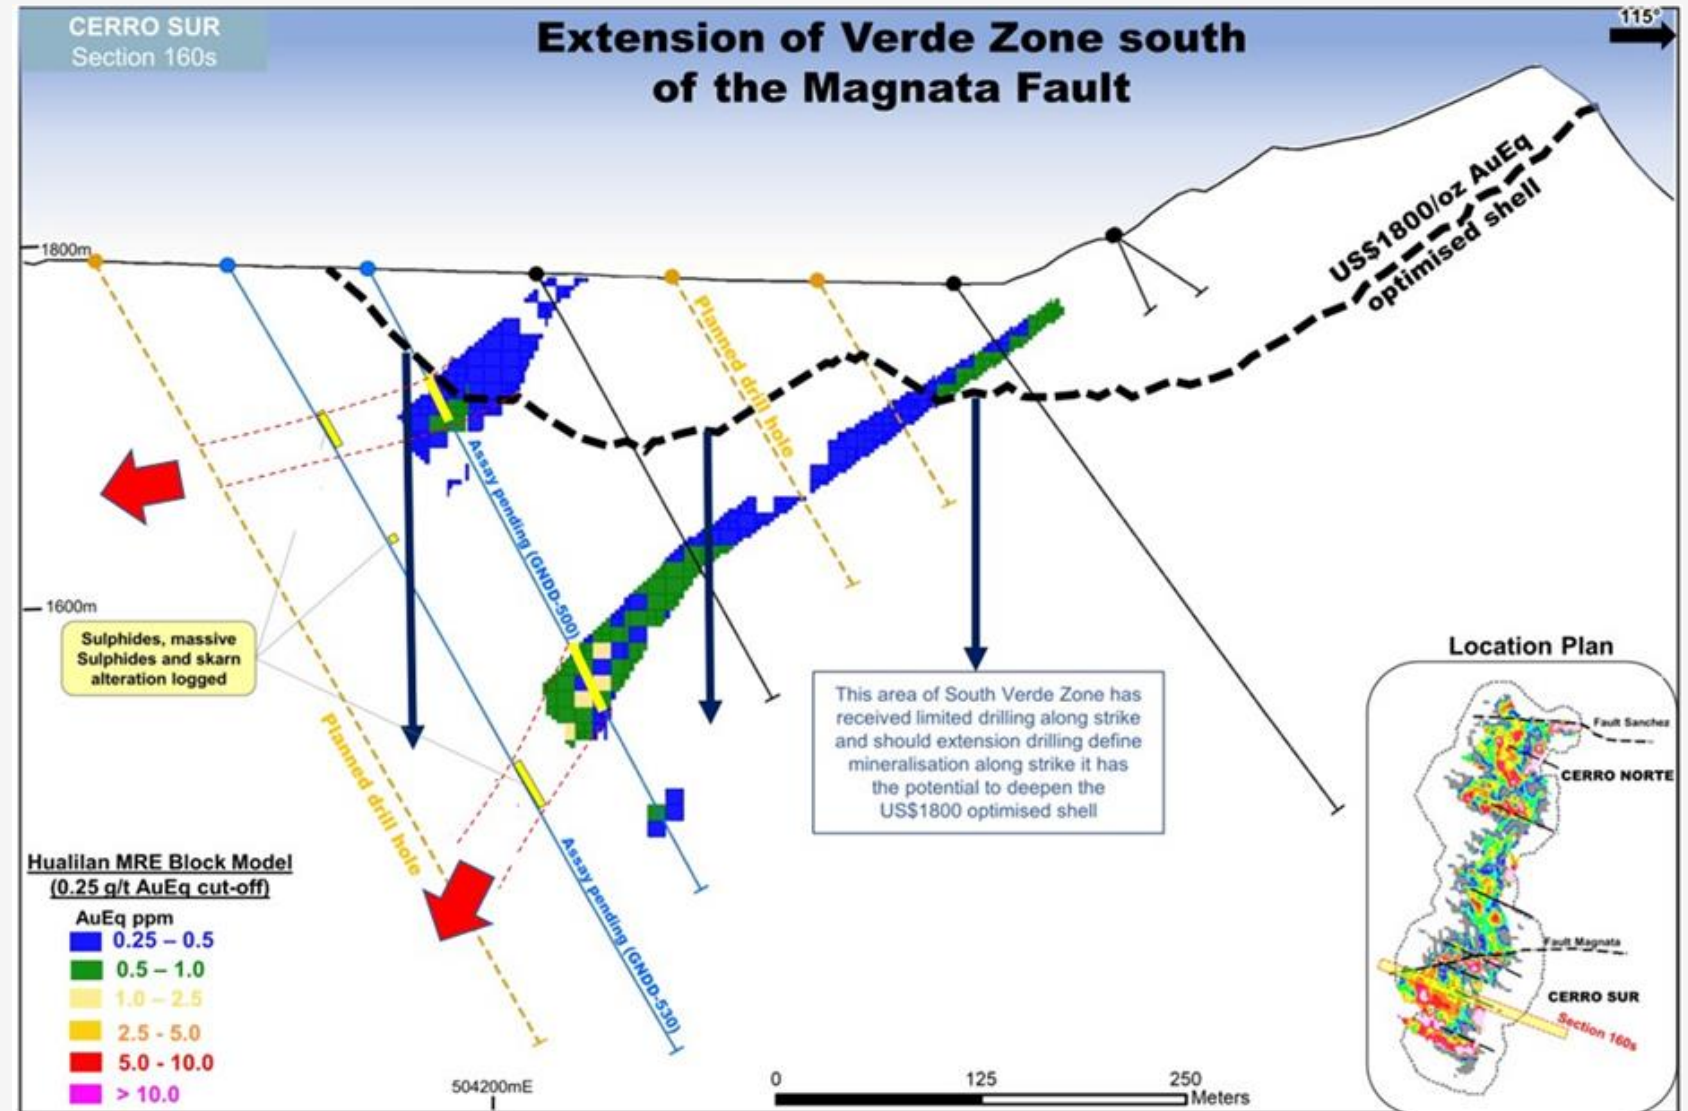 CERRO SUR
Section 160s
Extension of Verde Zone south
of the Magnata Fault
115°
1800m
US$1800/oz AuEq
optimised shell
Planned drill hole
Assay pending (GNDD-500)
1600m
Sulphides, massive
Sulphides and skarn
alteration logged
This area of South Verde Zone has
received limited drilling along strike
and should extension drilling define
mineralisation along strike it has
the potential to deepen the
US$1800 optimised shell
Planned drill hole
Assay pending (GNDD-530)
Location Plan
Fault Sanchez
CERRO NORTE
Fault Magnata
CERRO SUR
Section 160s
Hualilan MRE Block Model
(0.25 g/t AuEq cut-off)
AuEq ppm
0.25 – 0.5
0.5 – 1.0
1.0 – 2.5
2.5 - 5.0
5.0 - 10.0
> 10.0
504200mE
0 125 250
Meters